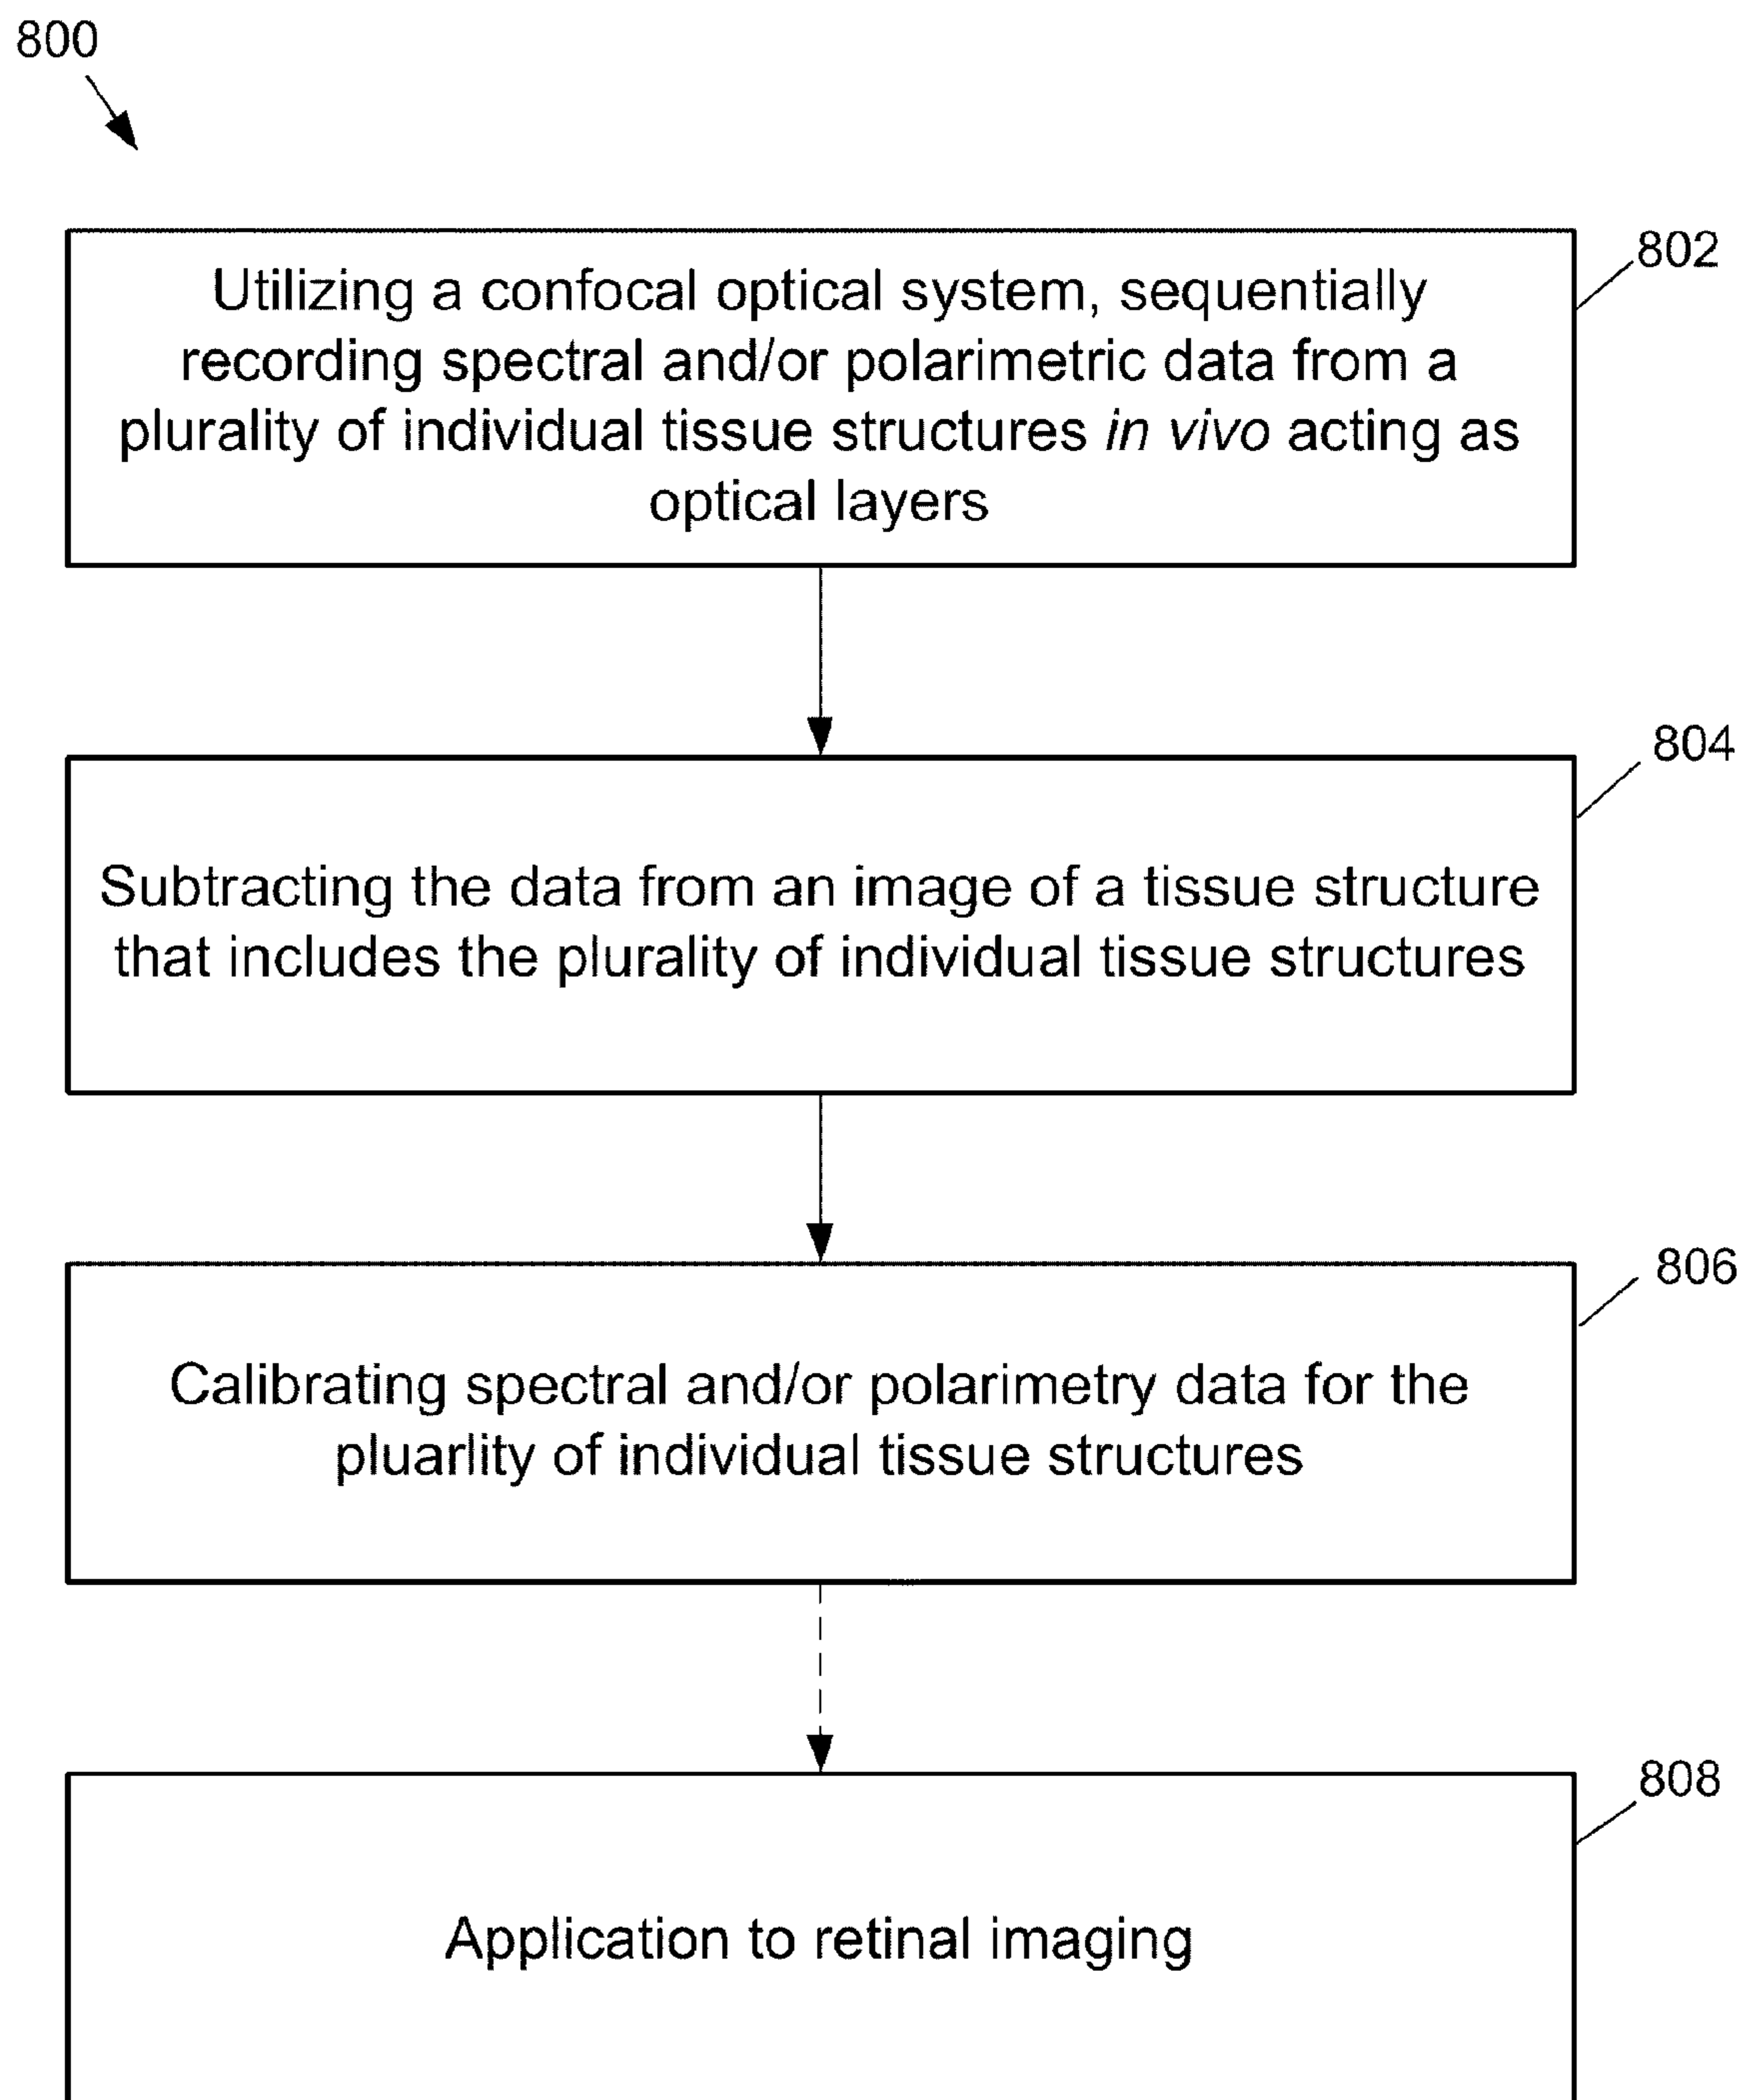 800
802
Utilizing a confocal optical system, sequentially
recording spectral and/or polarimetric data from a
plurality of individual tissue structures in vivo acting as
optical layers
804
Subtracting the data from an image of a tissue structure
that includes the plurality of individual tissue structures
806
Calibrating spectral and/or polarimetry data for the
pluarlity of individual tissue structures
808
Application to retinal imaging